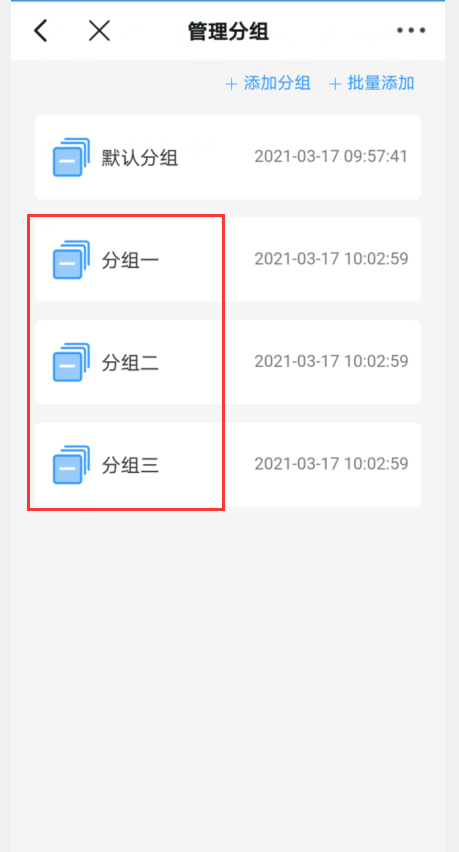 管理分组
+ 添加分组 + 批量添加
默认分组 2021-03-17 09:57:41
分组一 2021-03-17 10:02:59
分组二 2021-03-17 10:02:59
分组三 2021-03-17 10:02:59